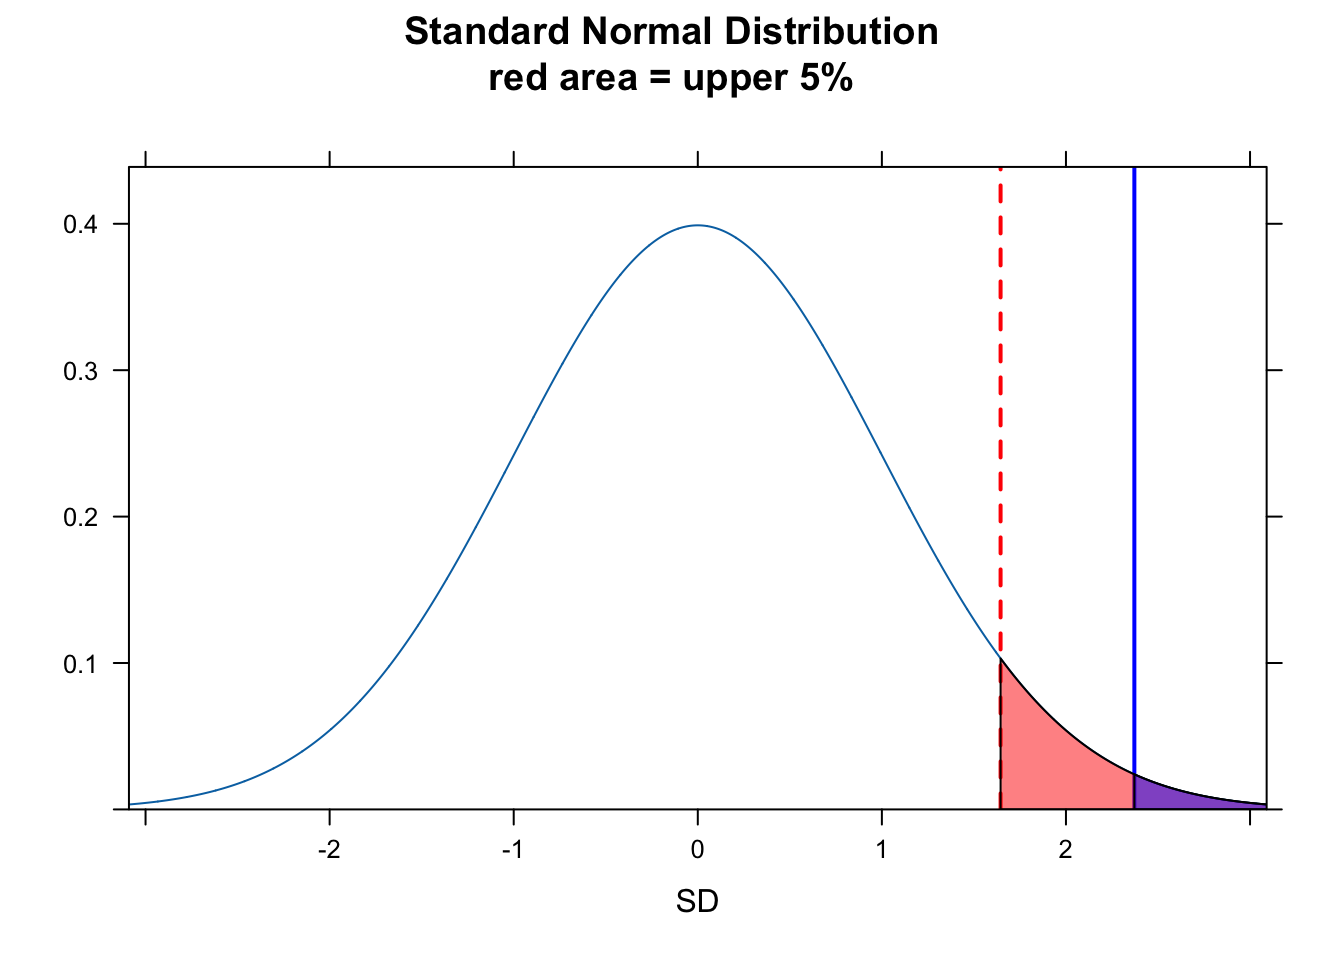 Standard Normal Distribution
red area = upper 5%
0.4
0.3
0.2
0.1
-2 -1 0 1 2
SD